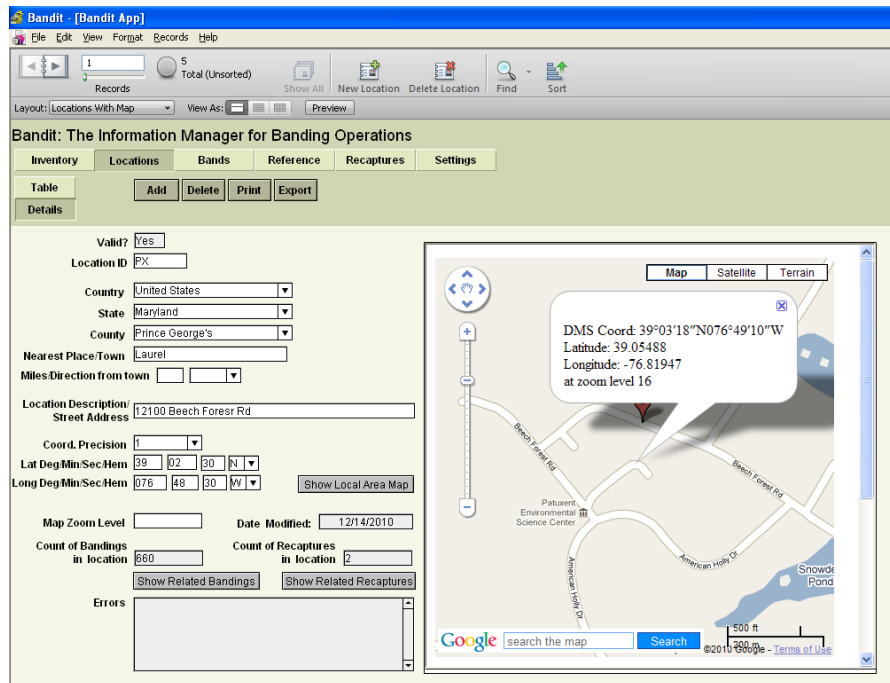 Bandit - [Bandit App]
File Edit View Format Records Help
1
Records
5
Total (Unsorted)
Show All New Location Delete Location Find Sort
Layout: Locations With Map View As: Preview
Bandit: The Information Manager for Banding Operations
Inventory Locations Bands Reference Recaptures Settings
Table
Details
Add Delete Print Export
Valid? Yes
Location ID PX
Country United States
State Maryland
County Prince George's
Nearest Place/Town Laurel
Miles/Direction from town
Location Description/
Street Address 12100 Beech Foresr Rd
Coord. Precision 1
Lat Deg/Min/Sec/Hem 39 02 30 N
Long Deg/Min/Sec/Hem 076 48 30 W
Show Local Area Map
Map Zoom Level Date Modified: 12/14/2010
Count of Bandings
in location 660
Count of Recaptures
in location 2
Show Related Bandings Show Related Recaptures
Errors
Map Satellite Terrain
DMS Coord: 39°03'18"N076°49'10"W
Latitude: 39.05488
Longitude: -76.81947
at zoom level 16
Beech Forest Rd
Beech Forest Rd
Patuxent
Environmental
Science Center
American Holly Dr
American Holly Dr
Snowde
Pond
500 ft
200 m
Google search the map Search
©2010 Google - Terms of Use